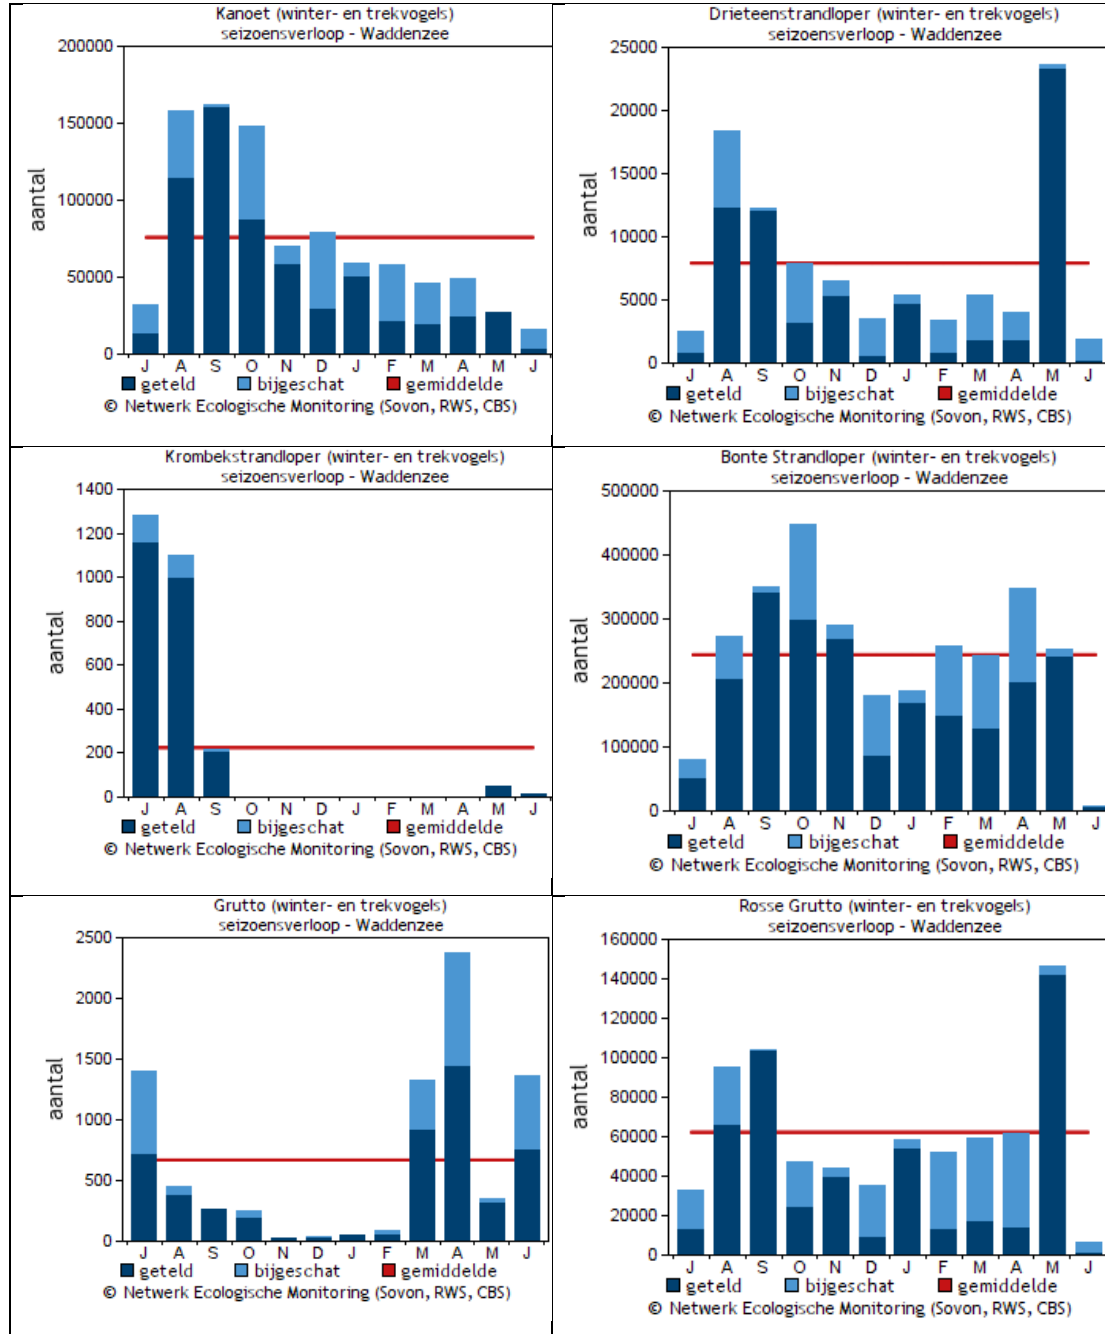 Kanoet (winter- en trekvogels)
seizoensverloop - Waddenzee
200000
150000
100000
50000
0
aantal
J A S O N D J F M A M J
geteld bijgeschat gemiddelde
© Netwerk Ecologische Monitoring (Sovon, RWS, CBS)
Drieteenstrandloper (winter- en trekvogels)
seizoensverloop - Waddenzee
25000
20000
15000
10000
5000
0
aantal
J A S O N D J F M A M J
geteld bijgeschat gemiddelde
© Netwerk Ecologische Monitoring (Sovon, RWS, CBS)
Krombekstrandloper (winter- en trekvogels)
seizoensverloop - Waddenzee
1400
1200
1000
800
600
400
200
0
aantal
J A S O N D J F M A M J
geteld bijgeschat gemiddelde
© Netwerk Ecologische Monitoring (Sovon, RWS, CBS)
Bonte Strandloper (winter- en trekvogels)
seizoensverloop - Waddenzee
500000
400000
300000
200000
100000
0
aantal
J A S O N D J F M A M J
geteld bijgeschat gemiddelde
© Netwerk Ecologische Monitoring (Sovon, RWS, CBS)
Grutto (winter- en trekvogels)
seizoensverloop - Waddenzee
2500
2000
1500
1000
500
0
aantal
J A S O N D J F M A M J
geteld bijgeschat gemiddelde
© Netwerk Ecologische Monitoring (Sovon, RWS, CBS)
Rosse Grutto (winter- en trekvogels)
seizoensverloop - Waddenzee
160000
140000
120000
100000
80000
60000
40000
20000
0
aantal
J A S O N D J F M A M J
geteld bijgeschat gemiddelde
© Netwerk Ecologische Monitoring (Sovon, RWS, CBS)